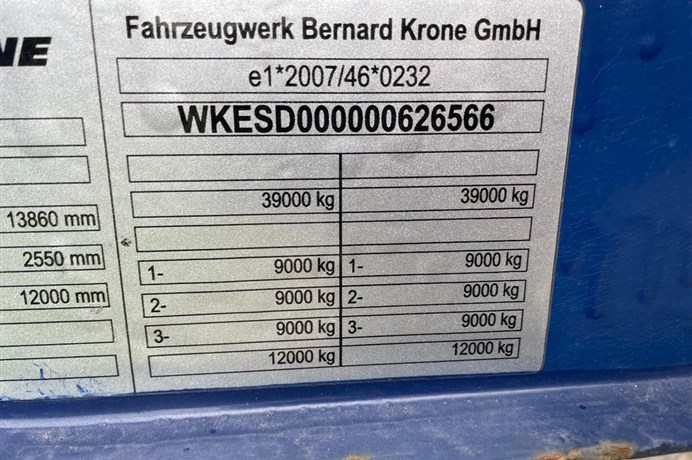 NE
Fahrzeugwerk Bernard Krone GmbH
e1*2007/46*0232
WKESD000000626566
39000 kg 39000 kg
13860 mm
2550 mm
12000 mm
1- 9000 kg 1- 9000 kg
2- 9000 kg 2- 9000 kg
3- 9000 kg 3- 9000 kg
12000 kg 12000 kg